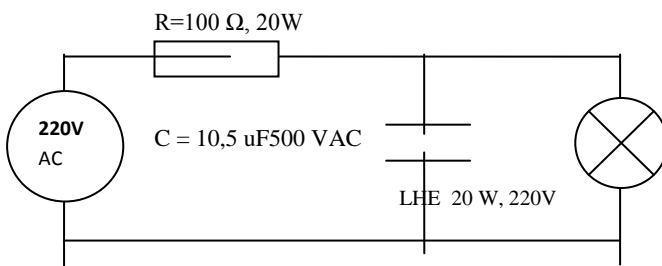 R=100 Ω, 20W
220V
AC
C = 10,5 uF500 VAC
LHE 20 W, 220V